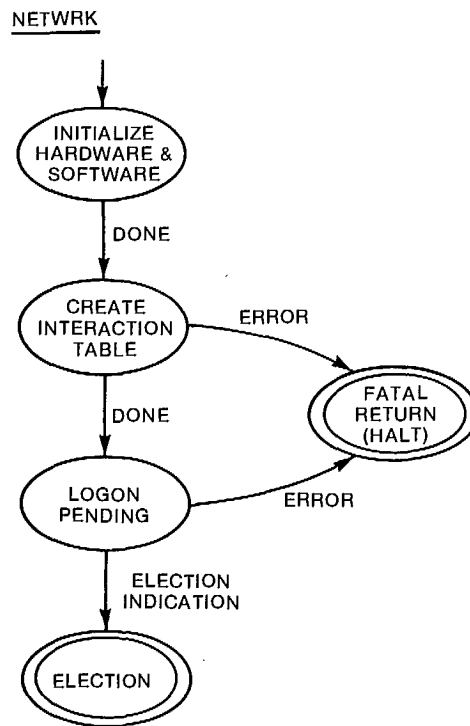 NETWRK
INITIALIZE
HARDWARE &
SOFTWARE
DONE
CREATE
INTERACTION
TABLE
ERROR
FATAL
RETURN
(HALT)
DONE
LOGON
PENDING
ERROR
ELECTION
INDICATION
ELECTION